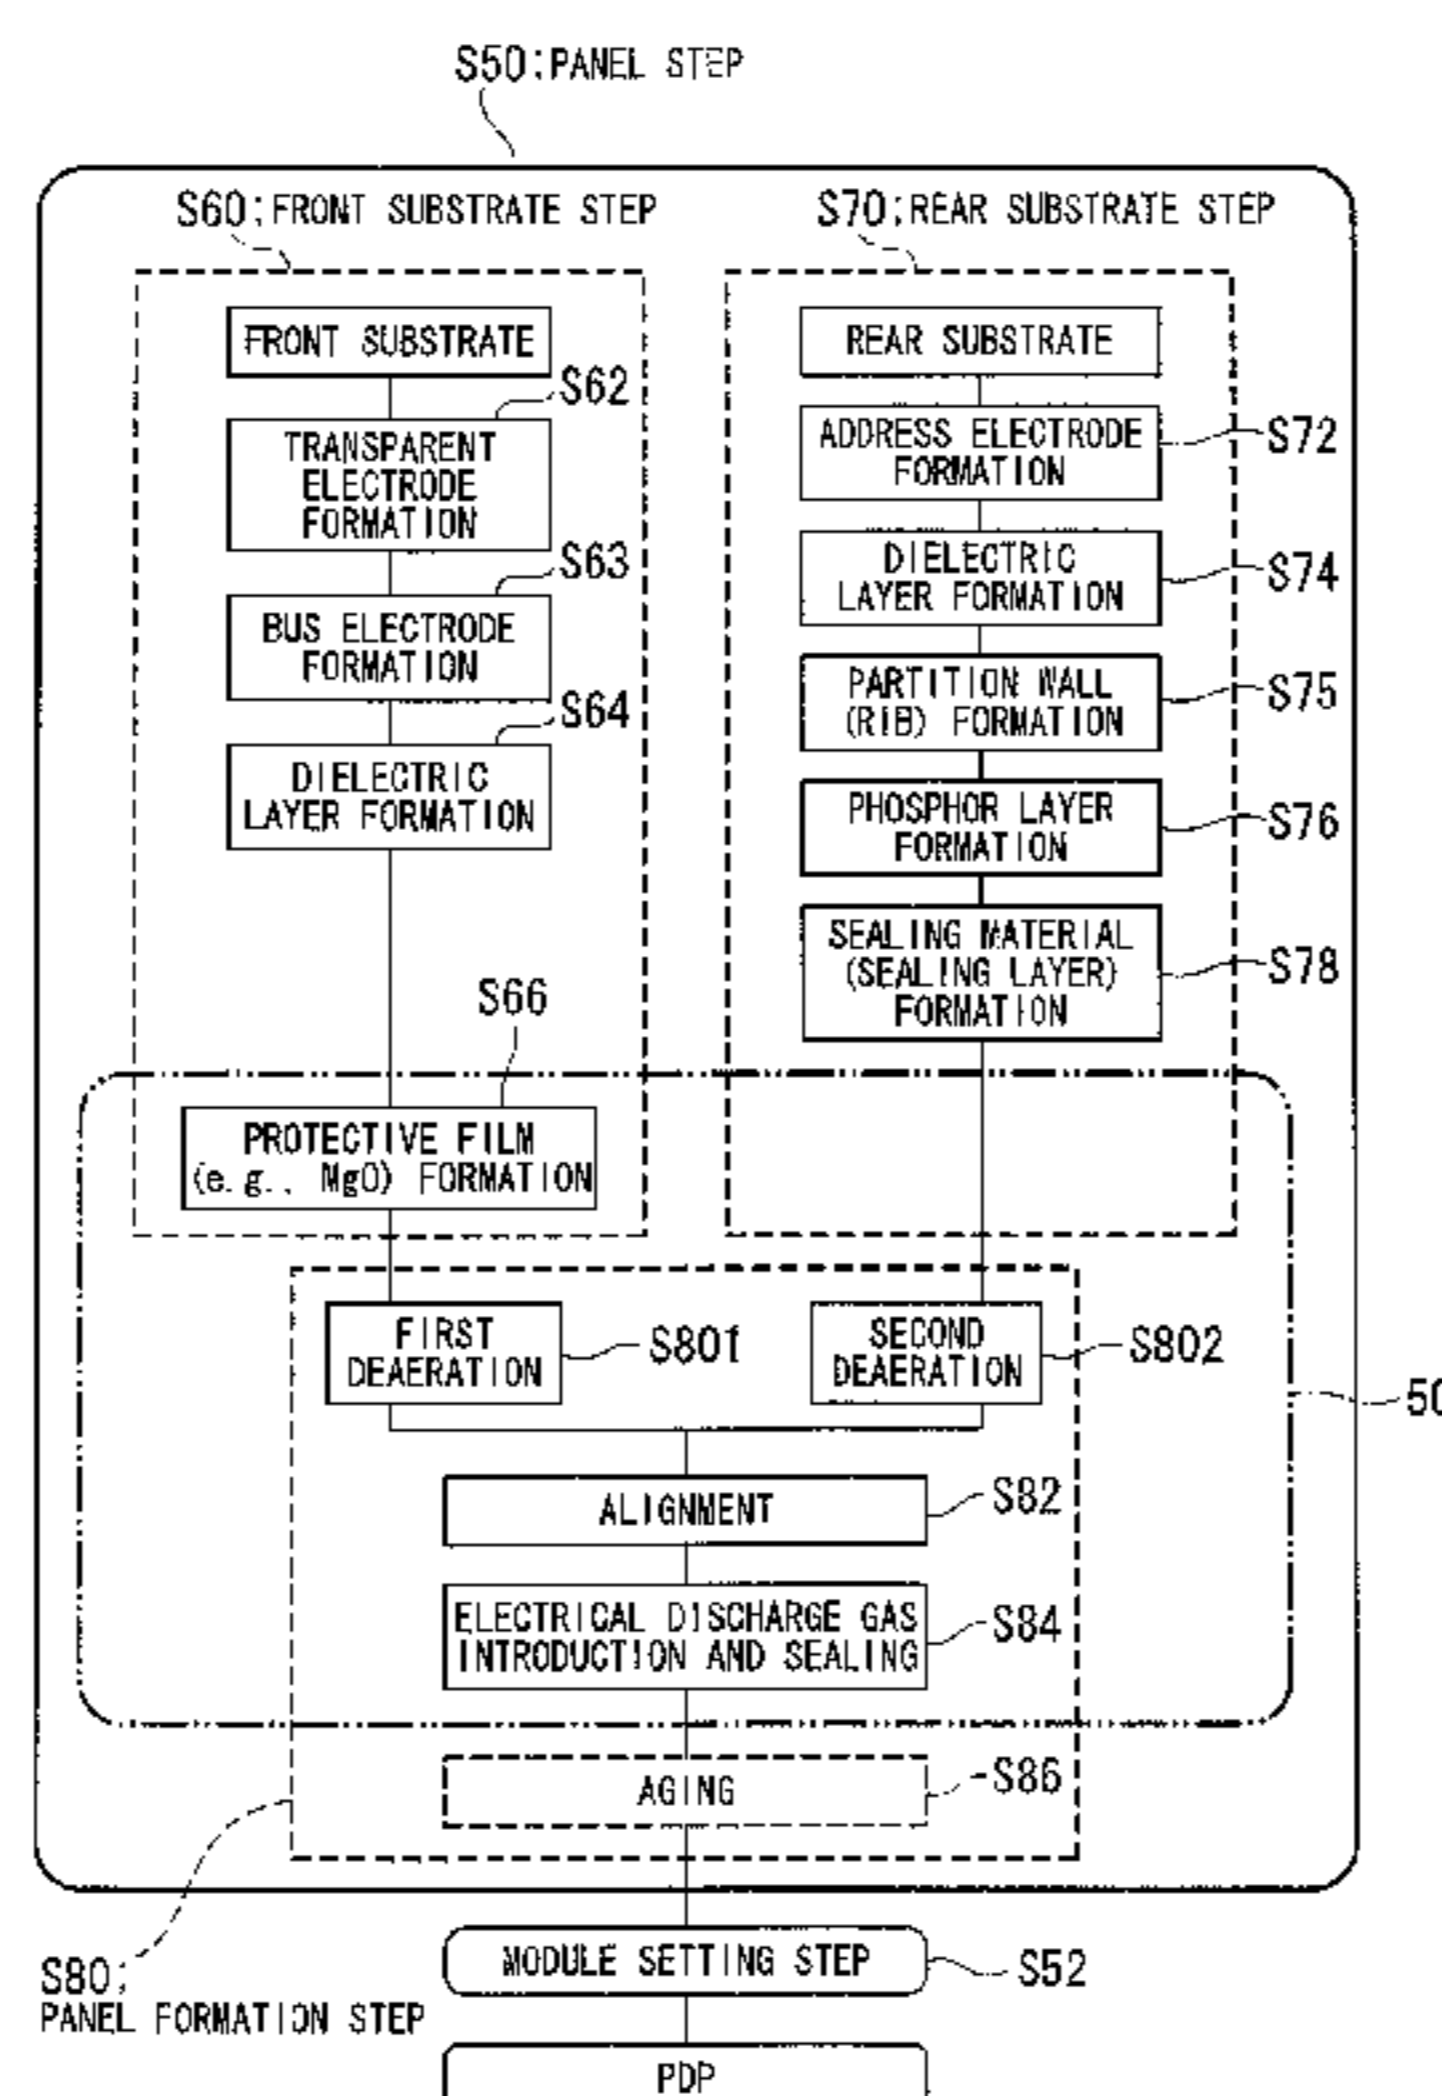 S50;PANEL STEP
S60;FRONT SUBSTRATE STEP
FRONT SUBSTRATE
S62
TRANSPARENT
ELECTRODE
FORMATION
S63
BUS ELECTRODE
FORMATION
S64
DIELECTRIC
LAYER FORMATION
S66
PROTECTIVE FILM
(e.g., MgO) FORMATION
S70;REAR SUBSTRATE STEP
REAR SUBSTRATE
ADDRESS ELECTRODE
FORMATION
S72
DIELECTRIC
LAYER FORMATION
S74
PARTITION WALL
(RIB) FORMATION
S75
PHOSPHOR LAYER
FORMATION
S76
SEALING MATERIAL
(SEALING LAYER)
FORMATION
S78
FIRST
DEAERATION
S801
SECOND
DEAERATION
S802
ALIGNMENT
S82
ELECTRICAL DISCHARGE GAS
INTRODUCTION AND SEALING
S84
AGING
S86
S80;
PANEL FORMATION STEP
MODULE SETTING STEP
S52
PDP